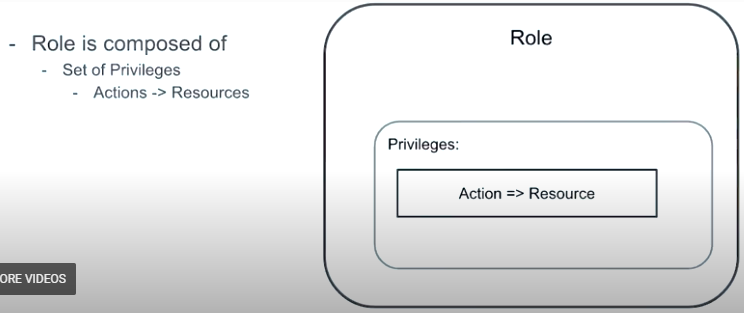 - Role is composed of
- Set of Privileges
- Actions -> Resources
Role
Privileges:
Action => Resource
ORE VIDEOS